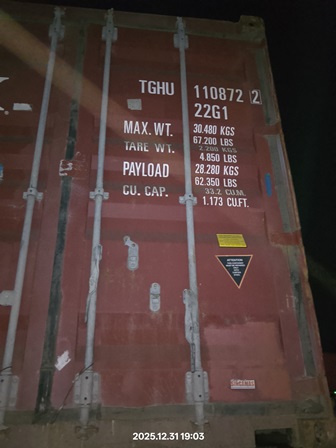 TGHU 110872 2
22G1
MAX. WT. 30.480 KGS
67.200 LBS
TARE WT. 2.200 KGS
4.850 LBS
PAYLOAD 28.280 KGS
62.350 LBS
CU. CAP. 33.2 CU.M.
1.173 CU.FT.
ATTENTION
2025.12.31 19:03